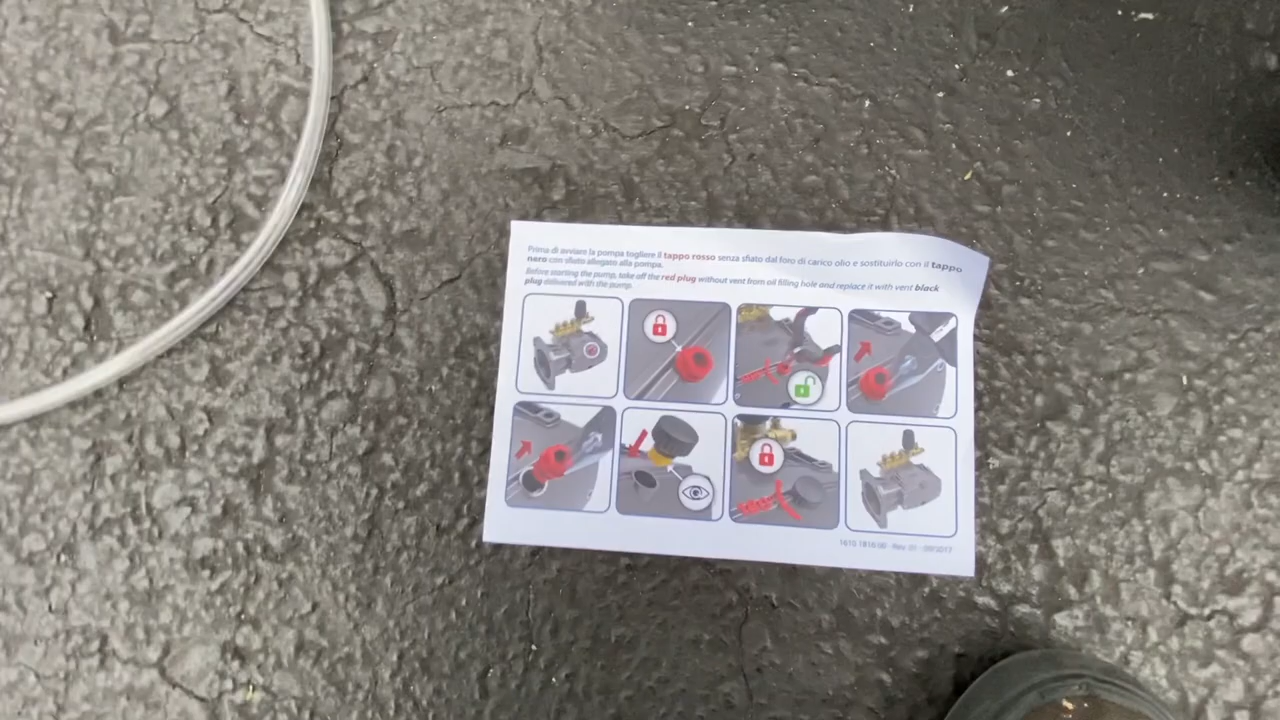 Prima di avviare la pompa togliere il tappo rosso senza sfiato dal foro di carico olio e sostituirlo con il tappo
nero con sfiato allegato alla pompa.
Before starting the pump, take off the red plug without vent from oil filling hole and replace it with vent black
plug delivered with the pump.
Rev. 01